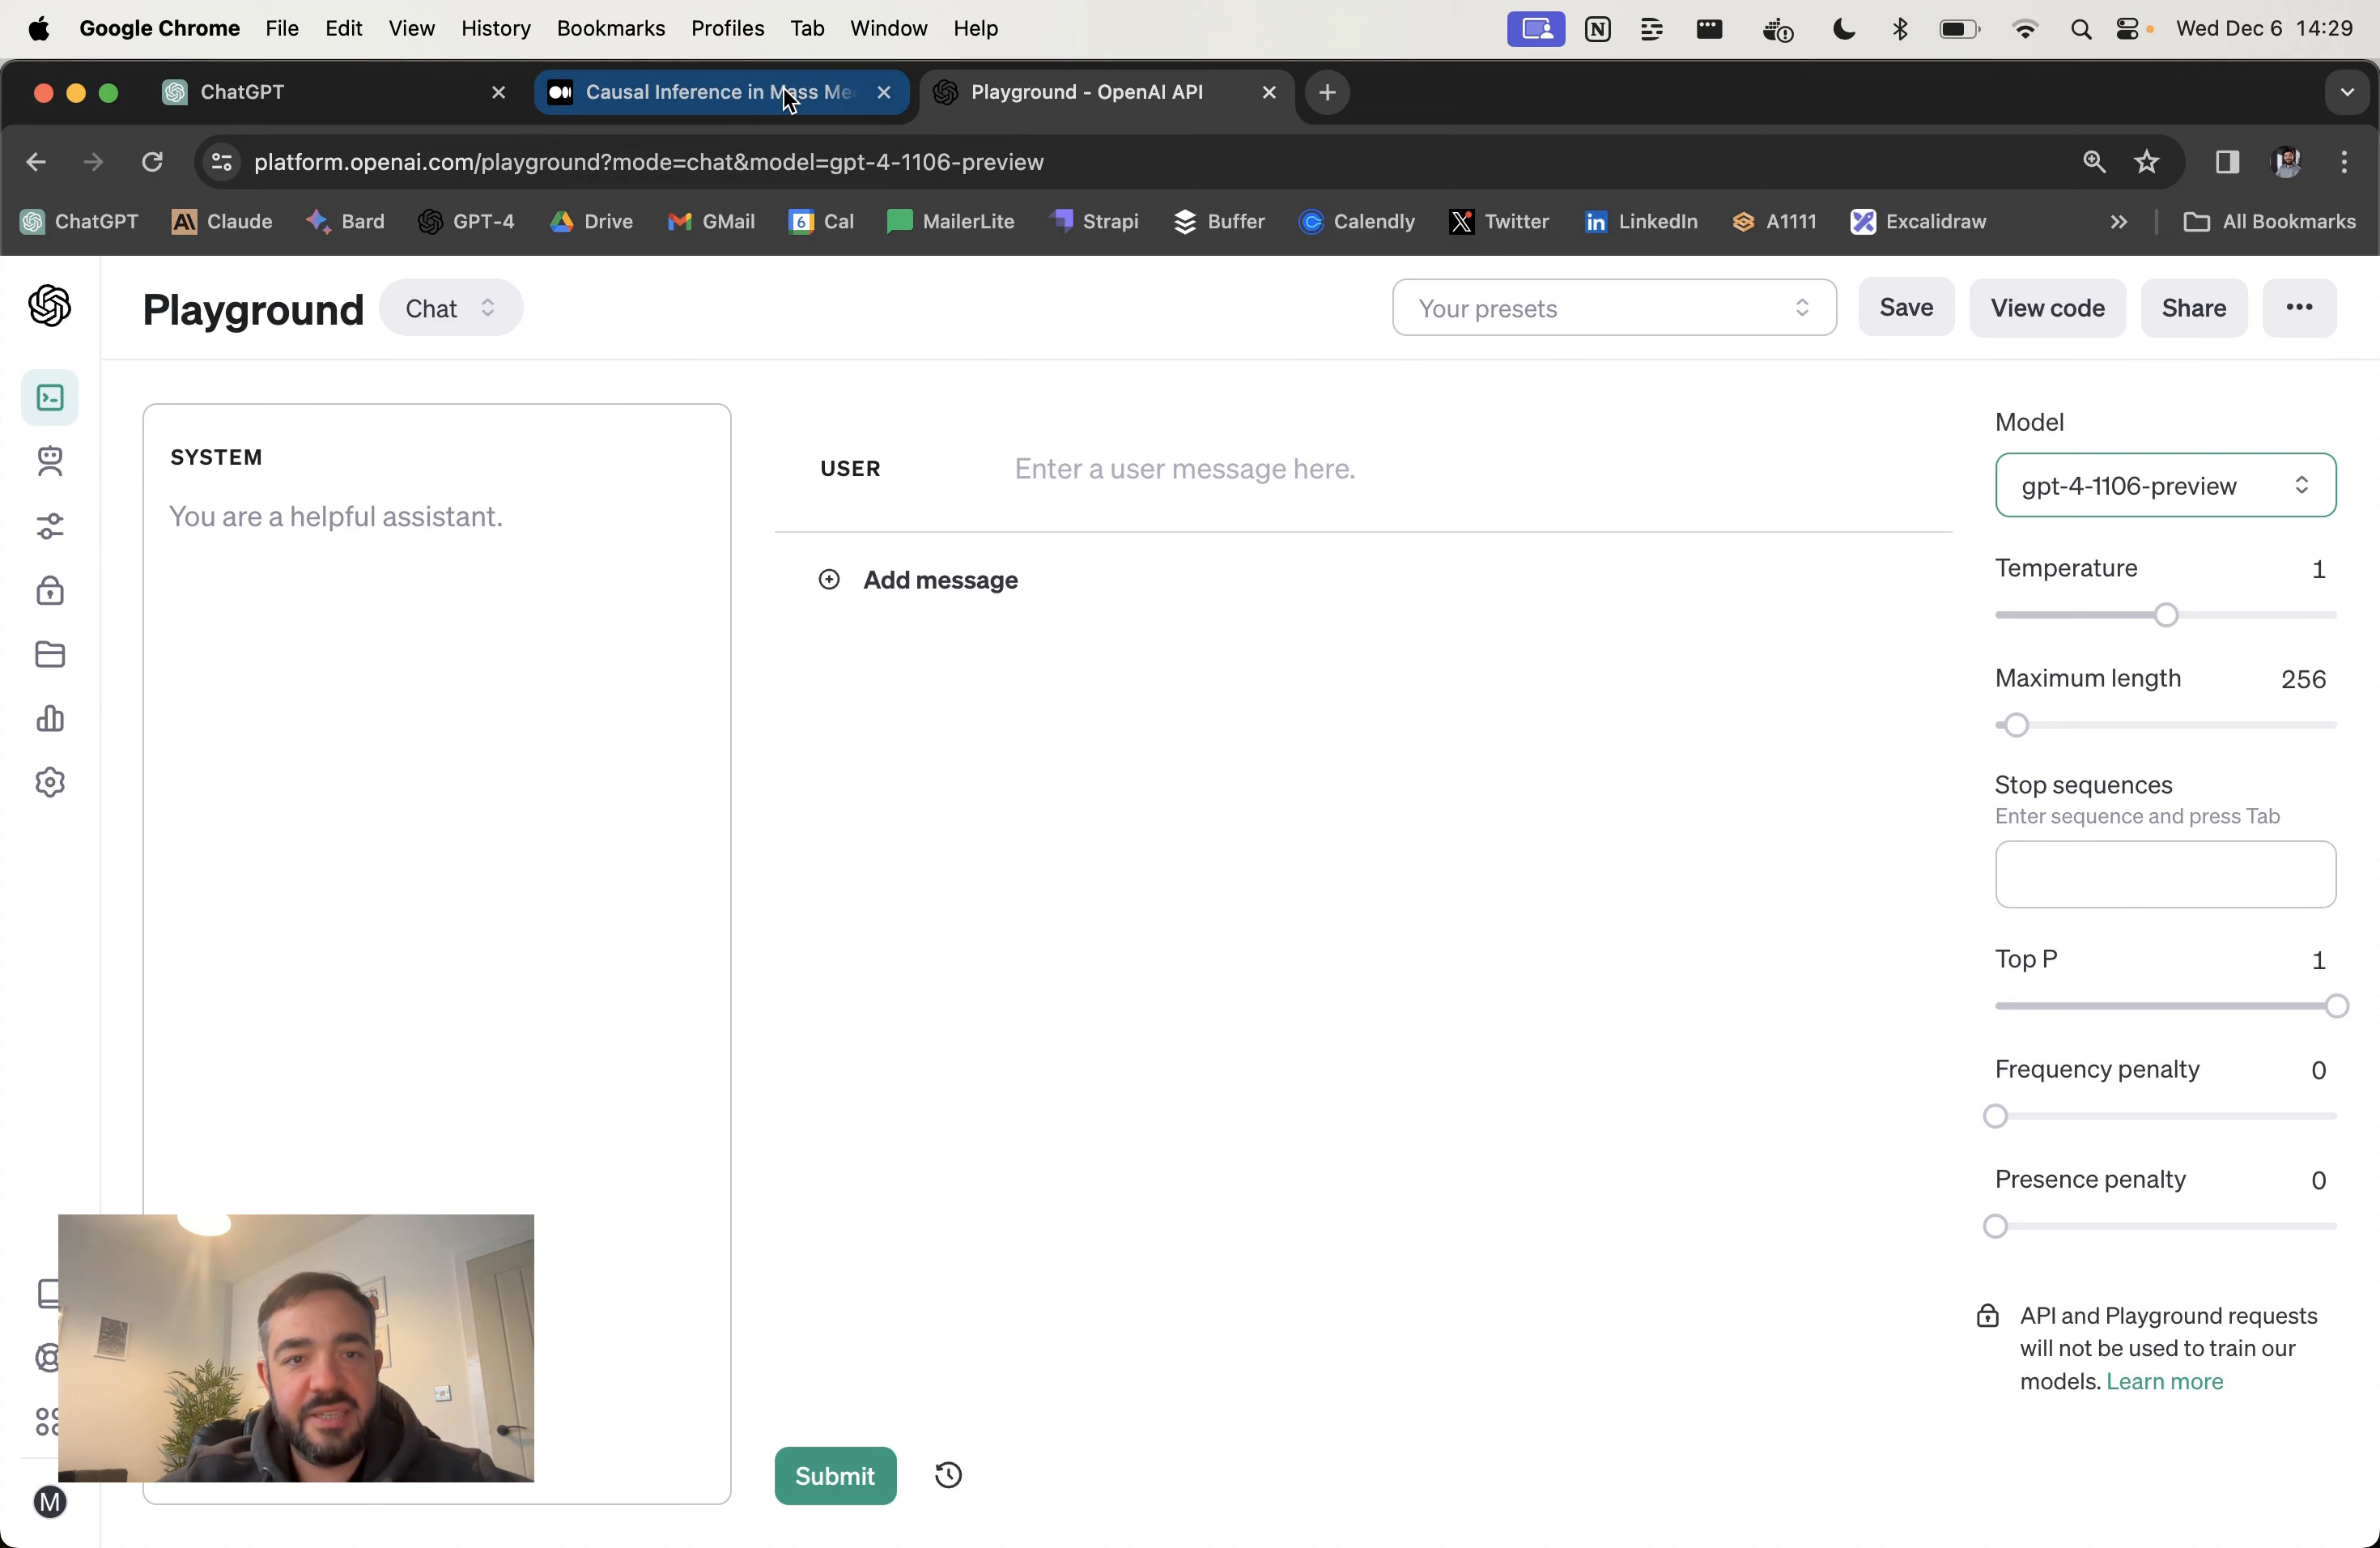 Google Chrome File Edit View History Bookmarks Profiles Tab Window Help Wed Dec 6 14:29
ChatGPT Causal Inference in Mass Me Playground - OpenAI API
platform.openai.com/playground?mode=chat&model=gpt-4-1106-preview
ChatGPT Claude Bard GPT-4 Drive GMail 6 Cal MailerLite Strapi Buffer Calendly Twitter LinkedIn A1111 Excalidraw All Bookmarks
Playground Chat Your presets Save View code Share
SYSTEM
You are a helpful assistant.
USER Enter a user message here.
Add message
Model
gpt-4-1106-preview
Temperature 1
Maximum length 256
Stop sequences
Enter sequence and press Tab
Top P 1
Frequency penalty 0
Presence penalty 0
API and Playground requests
will not be used to train our
models. Learn more
Submit
M